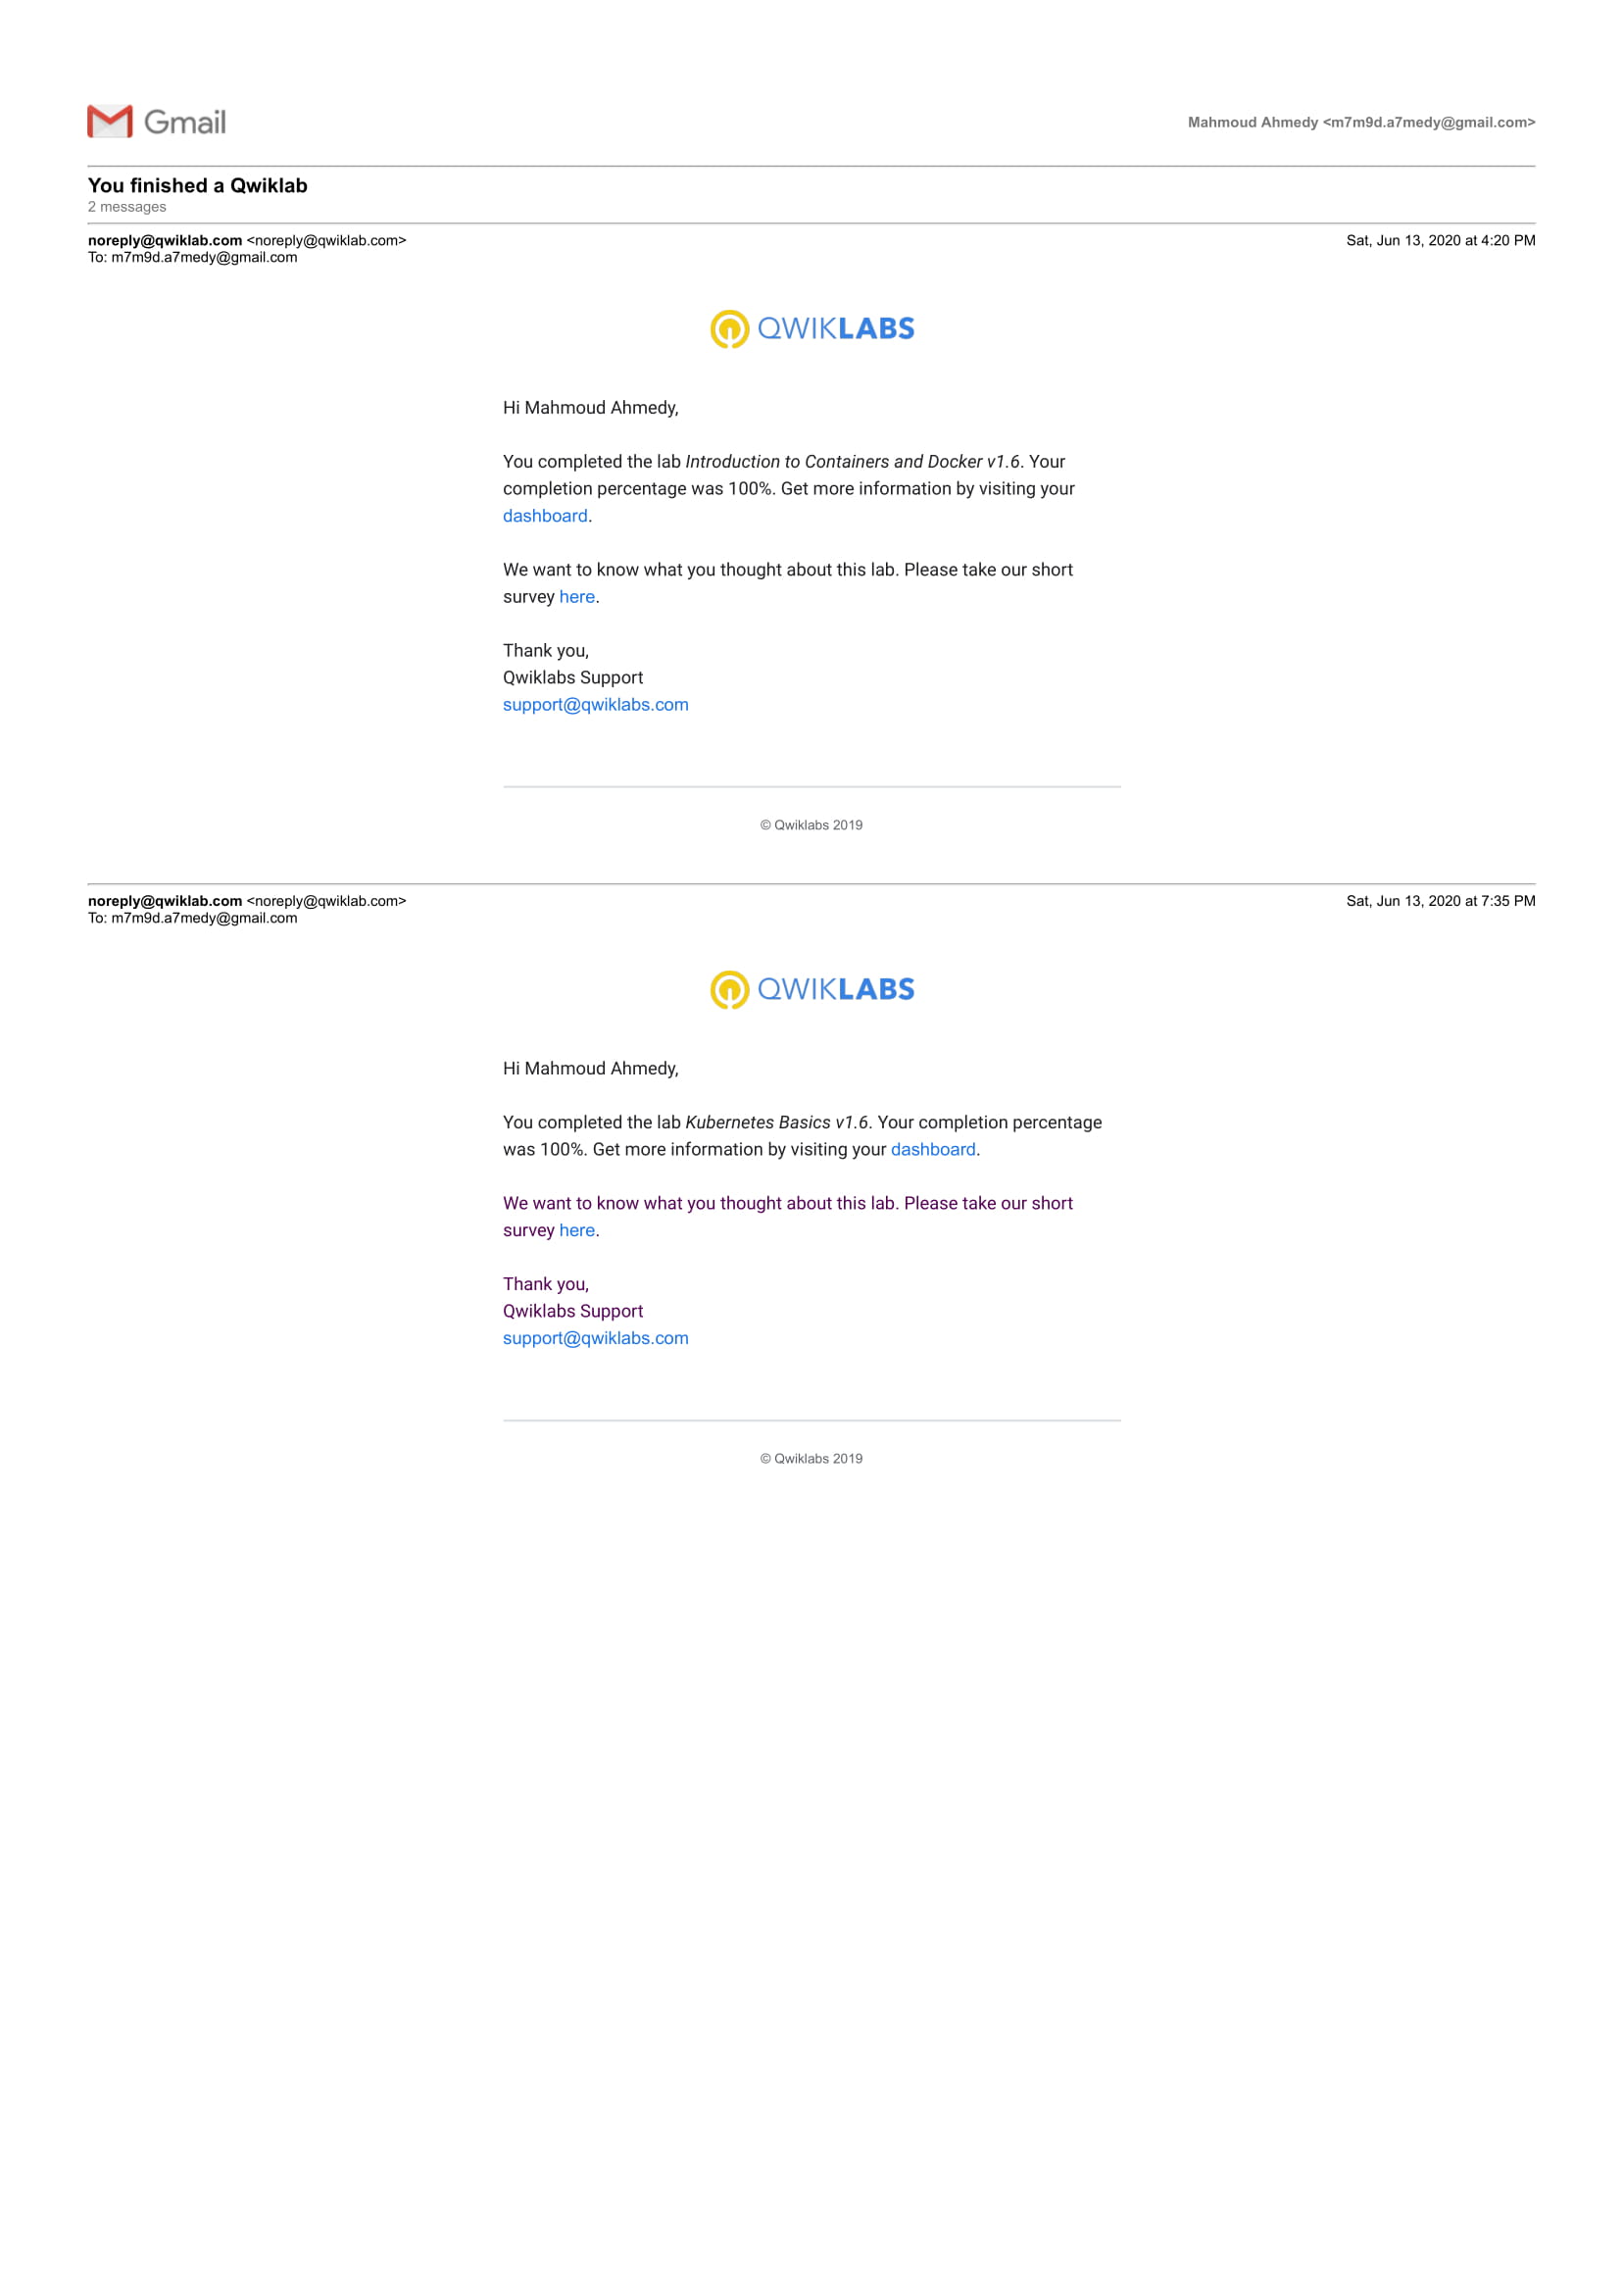 Gmail
Mahmoud Ahmedy <m7m9d.a7medy@gmail.com>
You finished a Qwiklab
2 messages
noreply@qwiklab.com <noreply@qwiklab.com>
Sat, Jun 13, 2020 at 4:20 PM
To: m7m9d.a7medy@gmail.com
QWIKLABS
Hi Mahmoud Ahmedy,
You completed the lab Introduction to Containers and Docker v1.6. Your
completion percentage was 100%. Get more information by visiting your
dashboard.
We want to know what you thought about this lab. Please take our short
survey here.
Thank you,
Qwiklabs Support
support@qwiklabs.com
© Qwiklabs 2019
noreply@qwiklab.com <noreply@qwiklab.com>
Sat, Jun 13, 2020 at 7:35 PM
To: m7m9d.a7medy@gmail.com
QWIKLABS
Hi Mahmoud Ahmedy,
You completed the lab Kubernetes Basics v1.6. Your completion percentage
was 100%. Get more information by visiting your dashboard.
We want to know what you thought about this lab. Please take our short
survey here.
Thank you,
Qwiklabs Support
support@qwiklabs.com
© Qwiklabs 2019